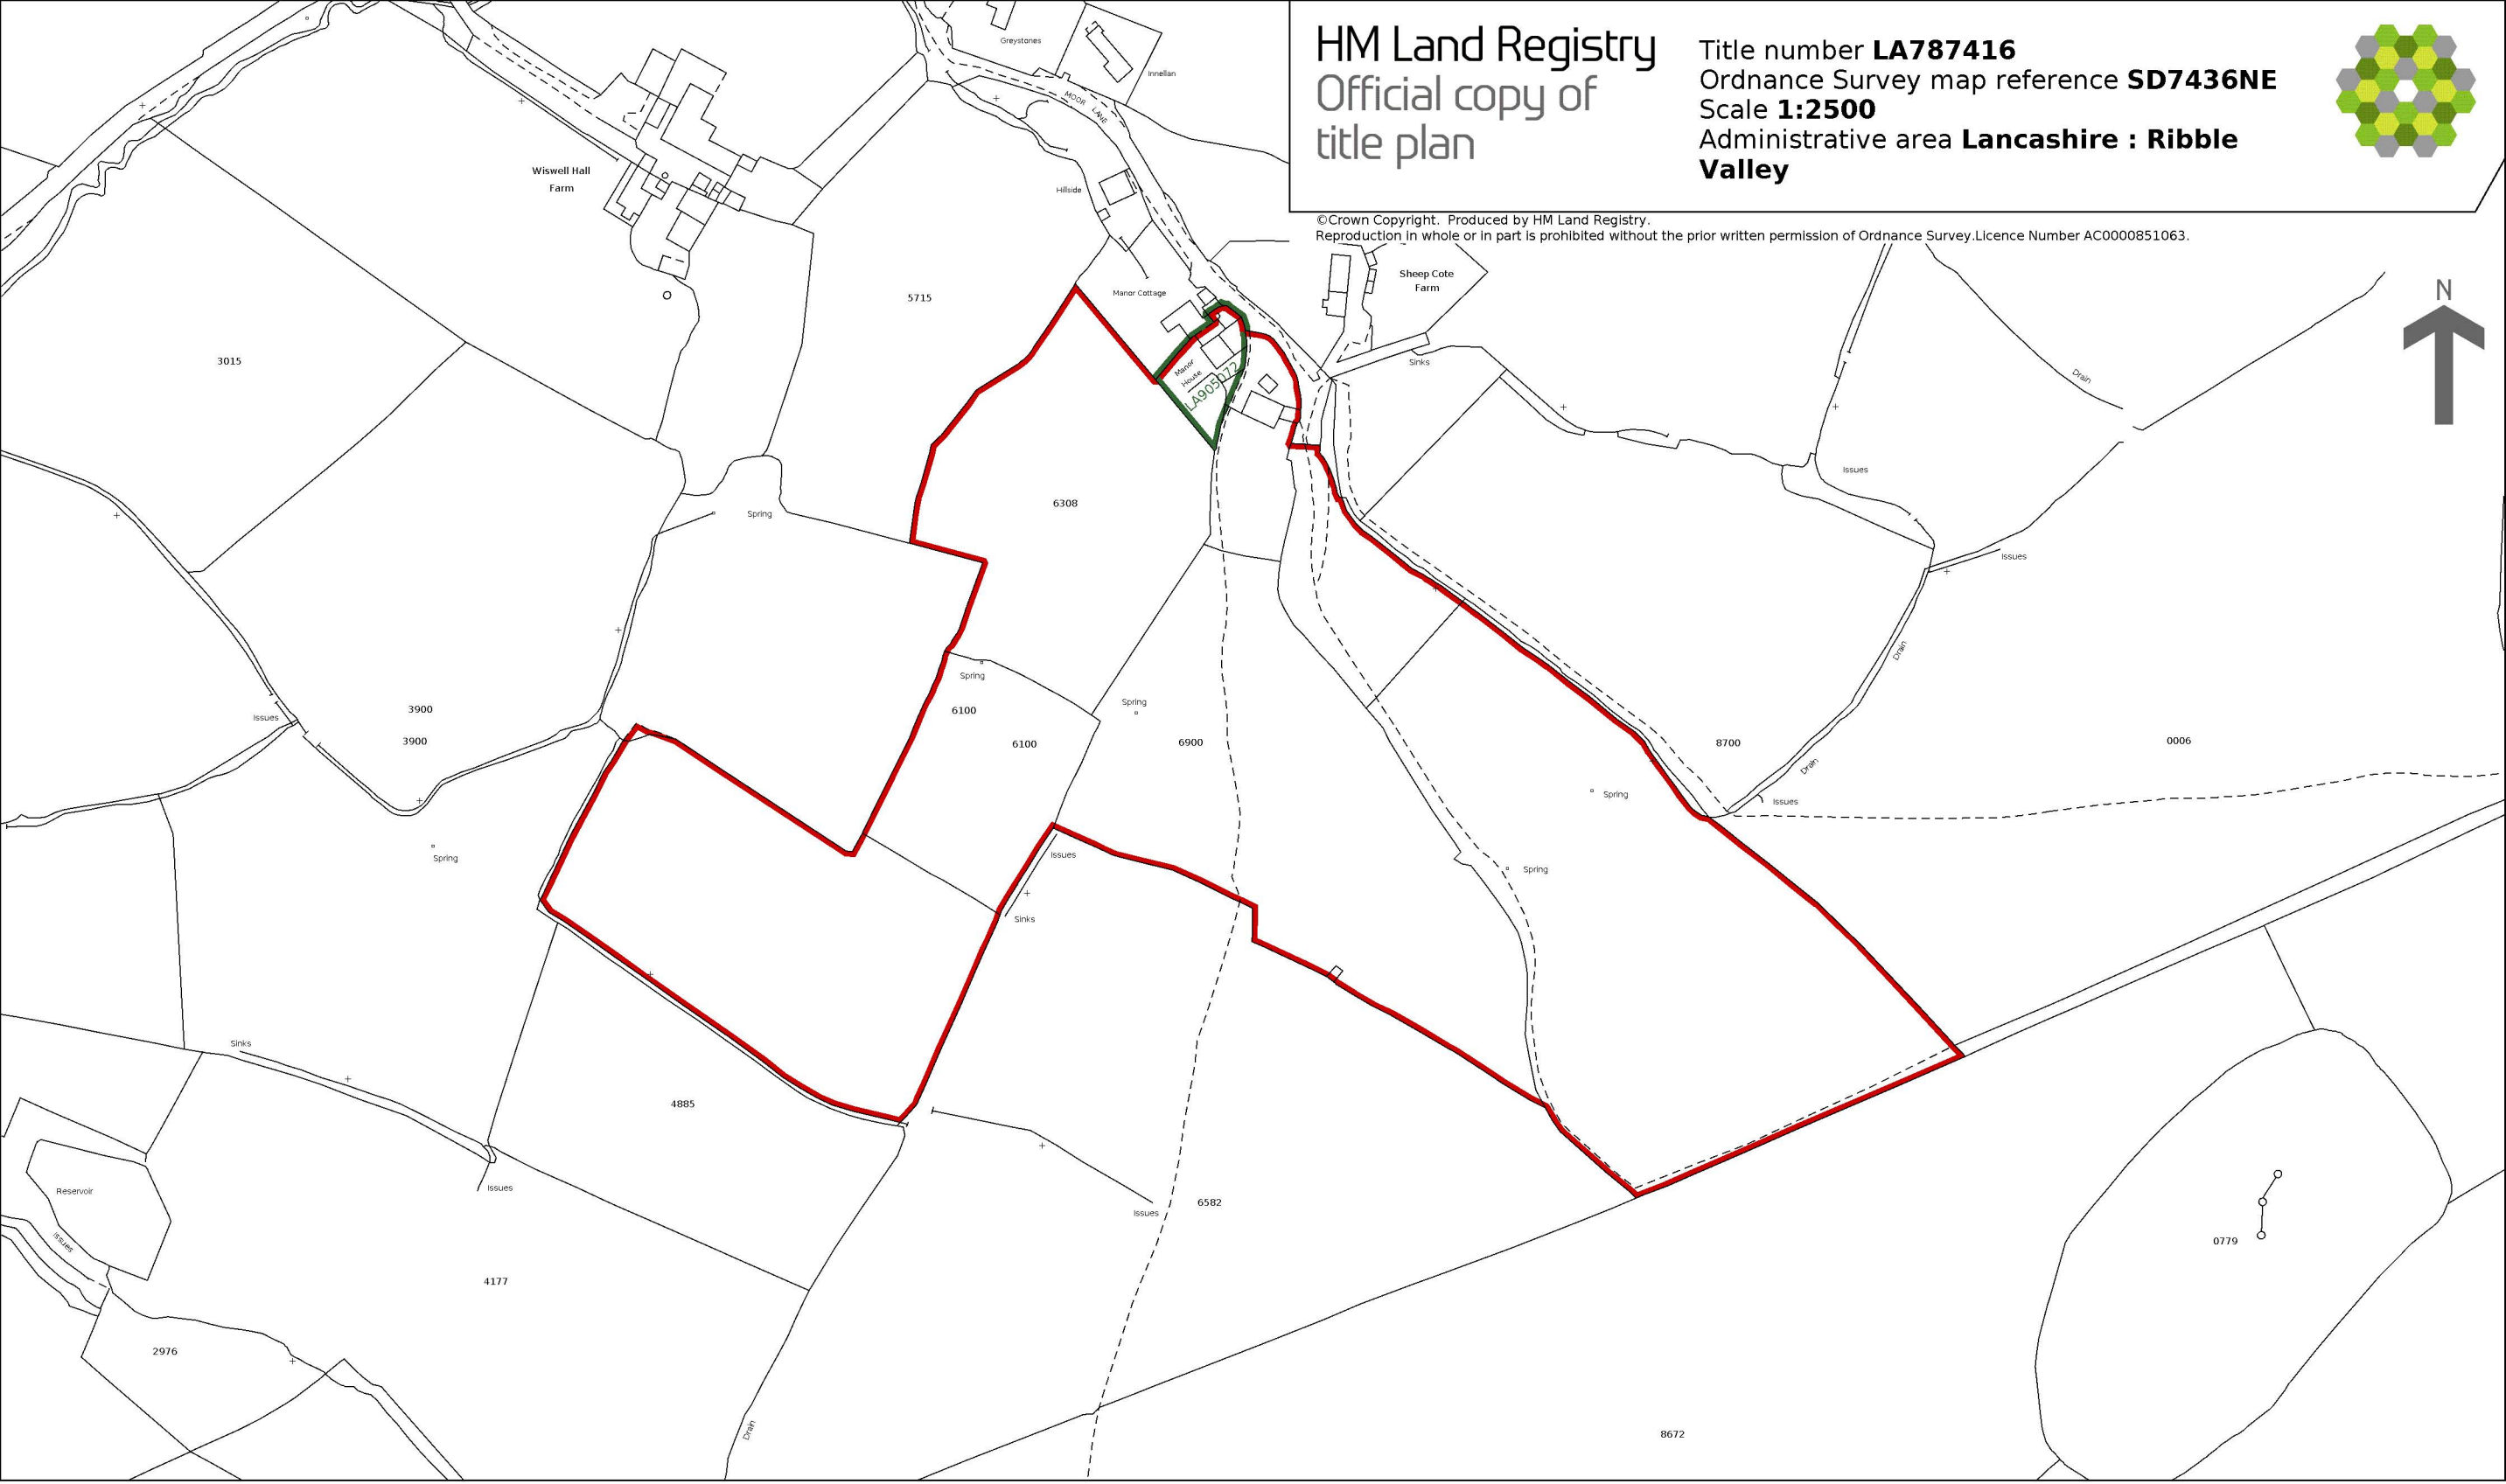 HM Land Registry
Official copy of
title plan
Title number LA787416
Ordnance Survey map reference SD7436NE
Scale 1:2500
Administrative area Lancashire : Ribble
Valley
©Crown Copyright. Produced by HM Land Registry.
Reproduction in whole or in part is prohibited without the prior written permission of Ordnance Survey.Licence Number AC0000851063.
N
Greystones
Innellan
MOOR LANE
Wiswell Hall
Farm
Hillside
Sheep Cote
Farm
Manor Cottage
5715
3015
Sinks
Manor
House
LA905072
Drain
Issues
6308
Spring
Issues
Drain
Spring
Spring
3900
6100
Issues
3900
6100
6900
8700
0006
Drain
Spring
Issues
Spring
Issues
Spring
Sinks
Sinks
4885
Reservoir
Issues
6582
Issues
Issues
0779
4177
2976
Drain
8672